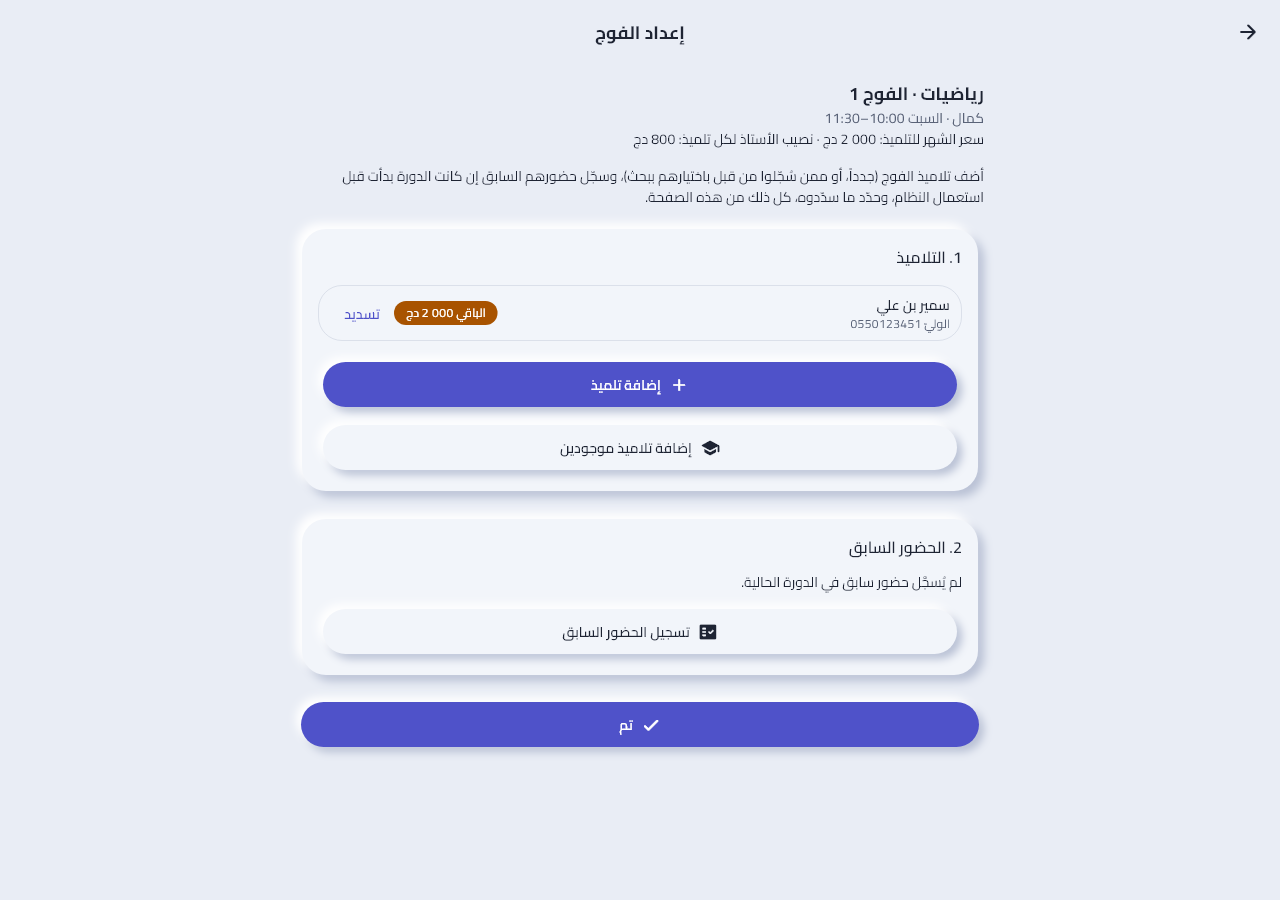 إعداد الفوج
رياضيات · الفوج 1
كمال · السبت 10:00–11:30
سعر الشهر للتلميذ: 000 2 دج · نصيب الأستاذ لكل تلميذ: 800 دج
أضف تلاميذ الفوج (جدداً، أو ممن سُجّلوا من قبل باختيارهم ببحث)، وسجّل حضورهم السابق إن كانت الدورة بدأت قبل
استعمال النظام، وحدّد ما سدّدوه، كل ذلك من هذه الصفحة.
1. التلاميذ
سمير بن علي
الوليّ 0550123451
الباقي 000 2 دج
تسديد
إضافة تلميذ
إضافة تلاميذ موجودين
2. الحضور السابق
لم يُسجَّل حضور سابق في الدورة الحالية.
تسجيل الحضور السابق
تم